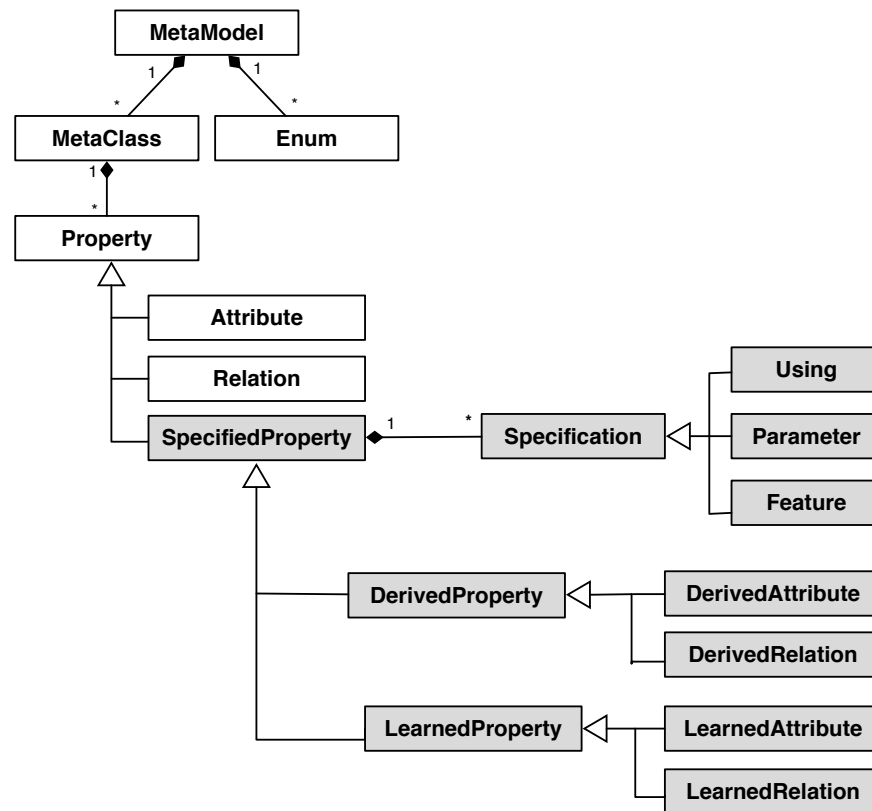 MetaModel
1
1
*
*
MetaClass
Enum
1
*
Property
Attribute
Relation
SpecifiedProperty
1
*
Specification
Using
Parameter
Feature
DerivedProperty
DerivedAttribute
DerivedRelation
LearnedProperty
LearnedAttribute
LearnedRelation